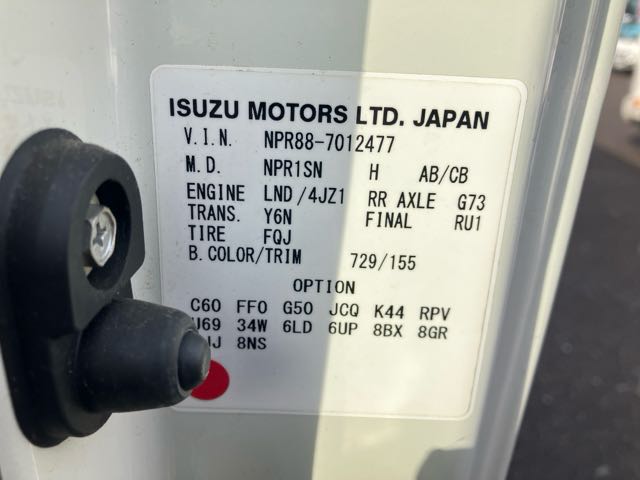 ISUZU MOTORS LTD. JAPAN
V.I.N. NPR88-7012477
M.D. NPR1SN H AB/CB
ENGINE LND/4JZ1 RR AXLE G73
TRANS. Y6N FINAL RU1
TIRE FQJ
B.COLOR/TRIM 729/155
OPTION
C60 FF0 G50 JCQ K44 RPV
34W 6LD 6UP 8BX 8GR
8NS